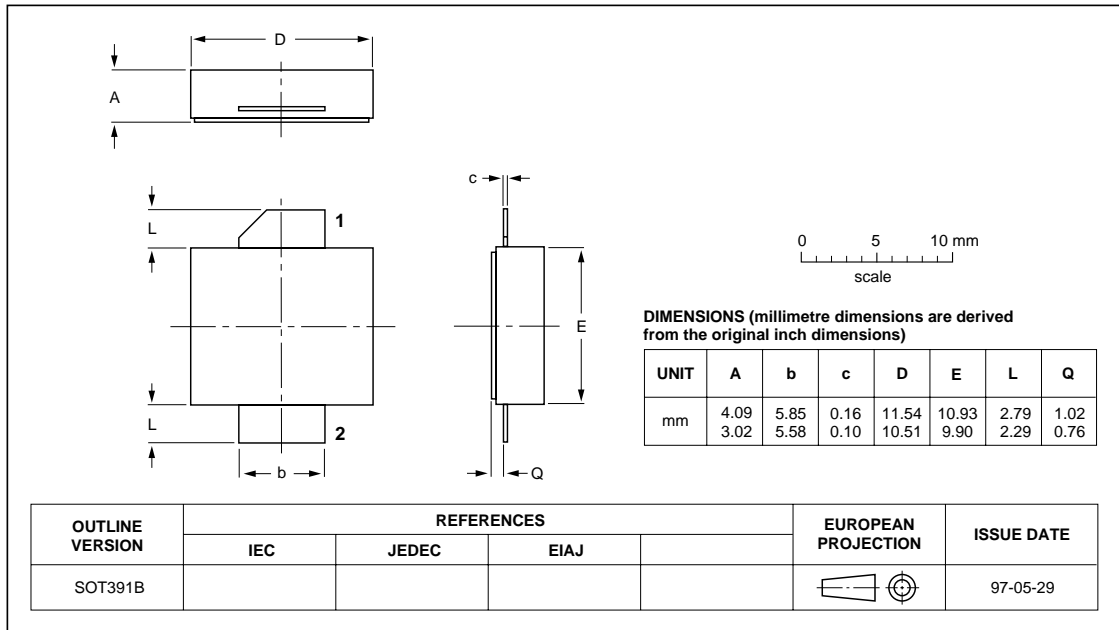 D
A
c
L
1
E
L
2
b
Q
0 5 10 mm
scale
DIMENSIONS (millimetre dimensions are derived
from the original inch dimensions)
UNIT A b c D E L Q
mm 4.09 5.85 0.16 11.54 10.93 2.79 1.02
3.02 5.58 0.10 10.51 9.90 2.29 0.76
OUTLINE
VERSION
REFERENCES
IEC JEDEC EIAJ
EUROPEAN
PROJECTION
ISSUE DATE
SOT391B
97-05-29